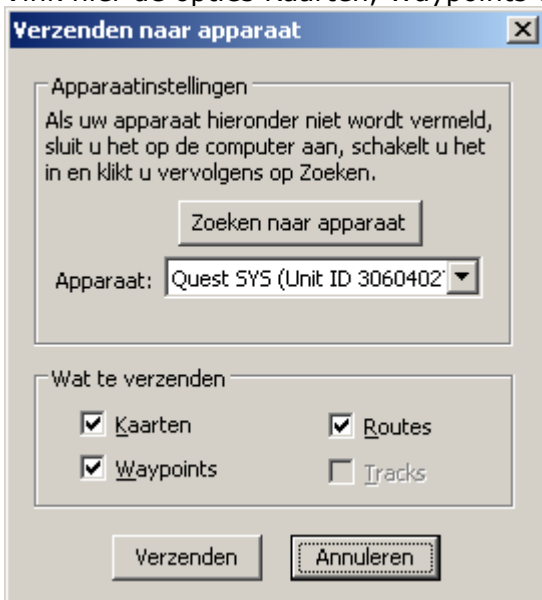 Verzenden naar apparaat
Apparaatinstellingen
Als uw apparaat hieronder niet wordt vermeld,
sluit u het op de computer aan, schakelt u het
in en klikt u vervolgens op Zoeken.
Zoeken naar apparaat
Apparaat: Quest SYS (Unit ID 3060402
Wat te verzenden
Kaarten Routes
Waypoints Tracks
Verzenden Annuleren